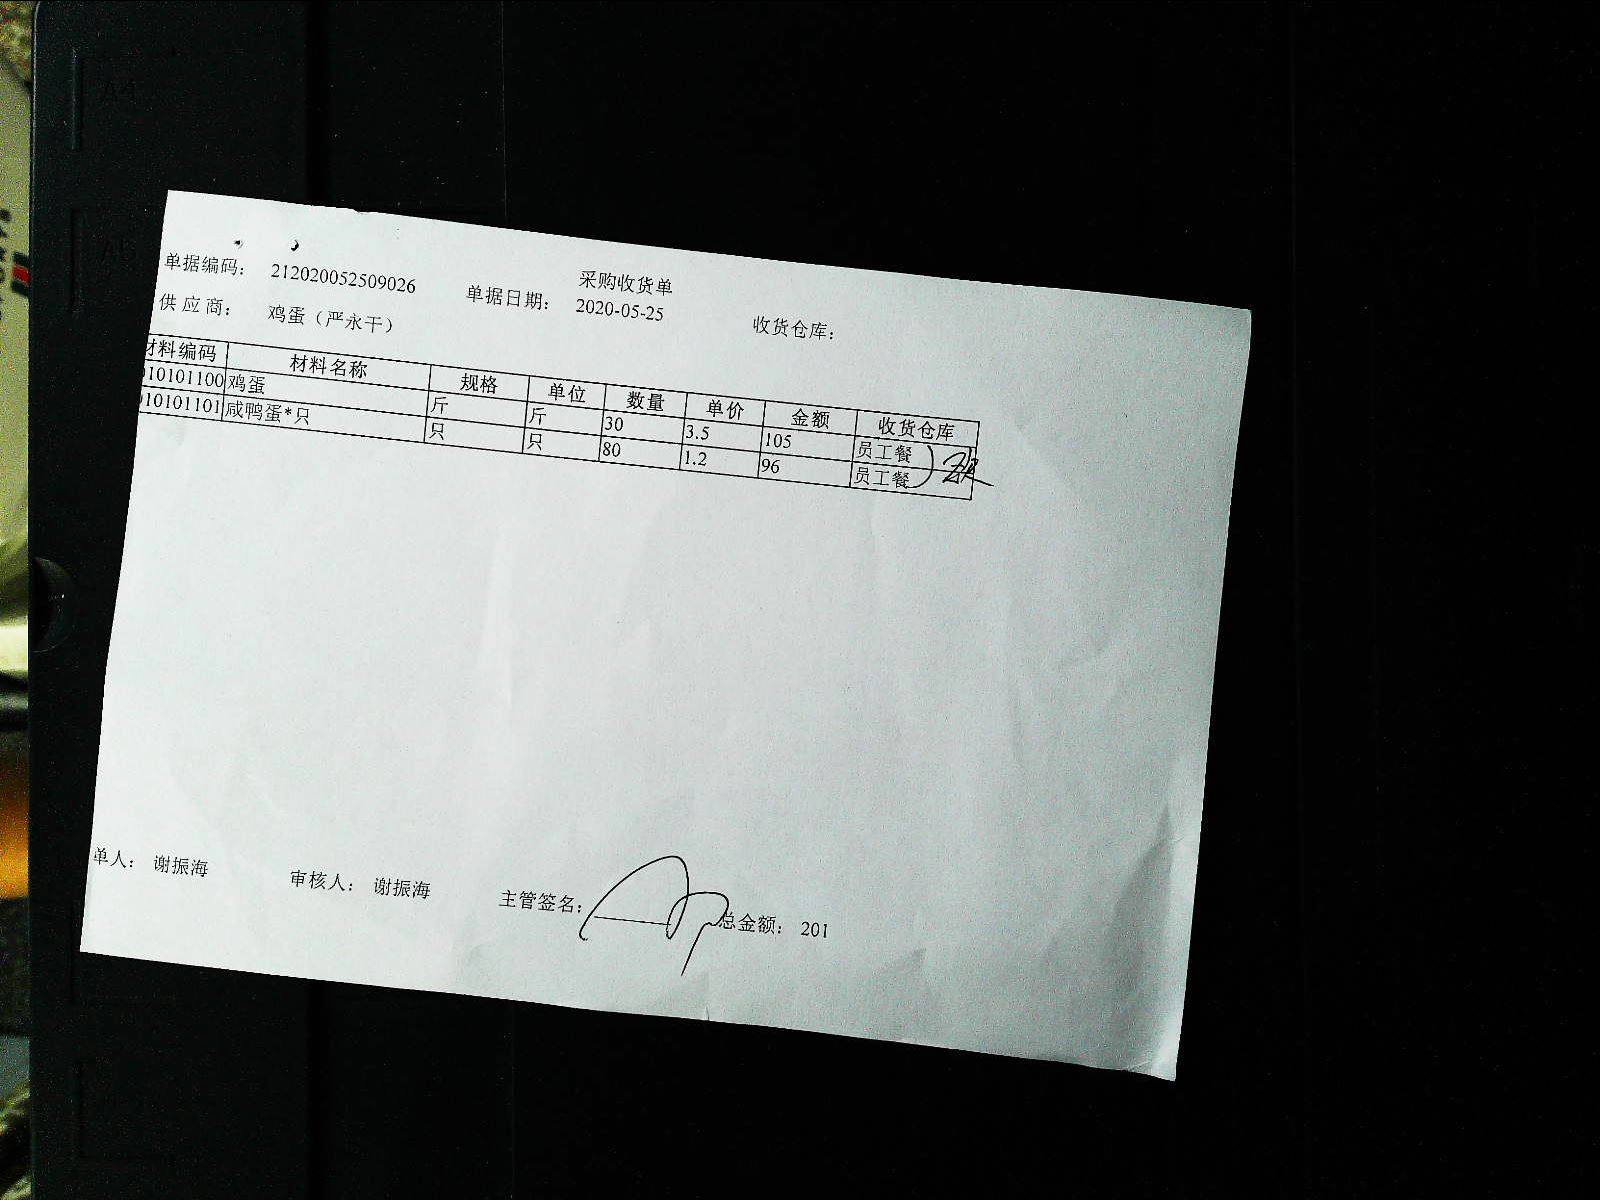 采购收货单
单据编码： 212020052509026 单据日期： 2020-05-25 收货仓库：
供应商： 鸡蛋（严永干）
材料编码 材料名称 规格 单位 数量 单价 金额 收货仓库
10101100 鸡蛋 斤 斤 30 3.5 105 员工餐
10101101 咸鸭蛋*只 只 只 80 1.2 96 员工餐
单人： 谢振海 审核人： 谢振海 主管签名： 总金额： 201
A4
A5